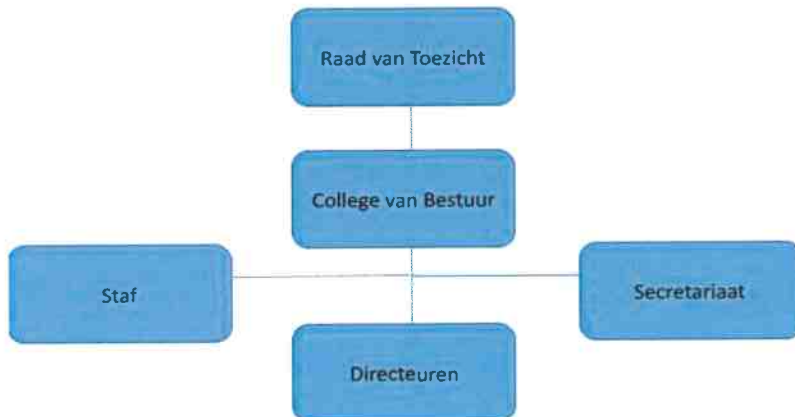 Raad van Toezicht
College van Bestuur
Staf
Secretariaat
Directeuren